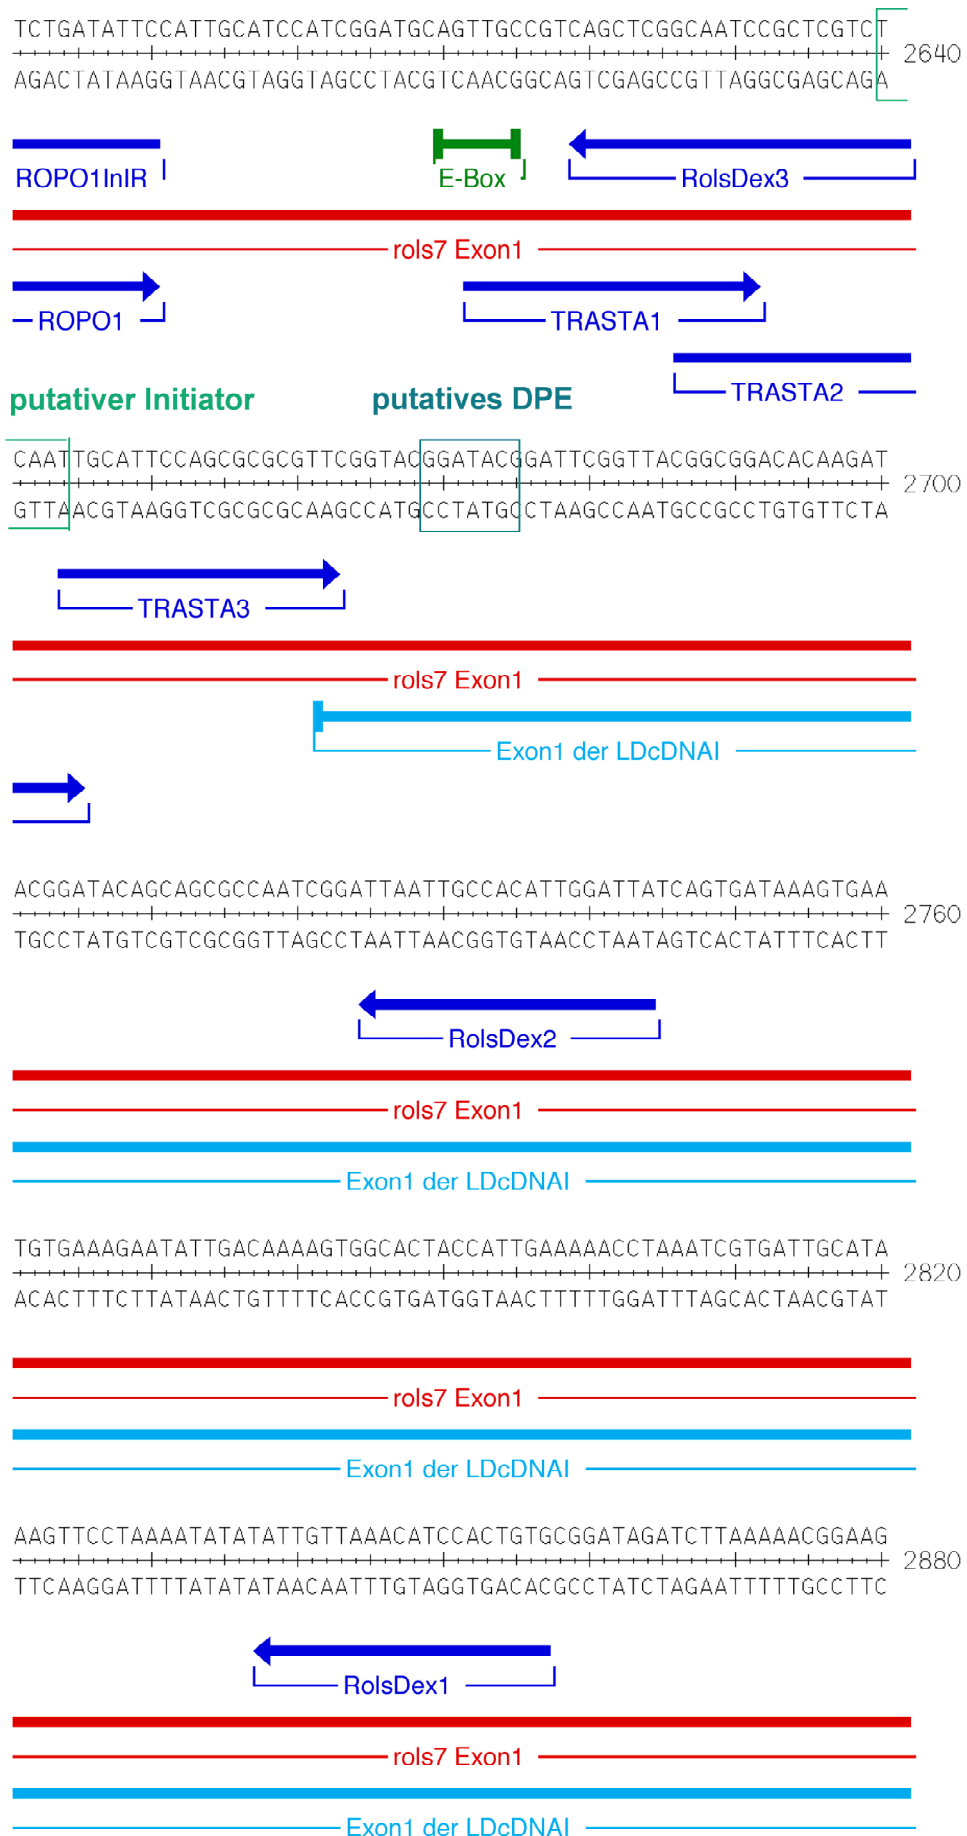 TCTGATATTCCATTGCATCCATCGGATGCAGTTGCCGTCAGCTCGGCAATCCGCTCGTCT
2640
AGACTATAAGGTAACGTAGGTAGCCTACGTCAACGGCAGTCGAGCCGTTAGGCGAGCAGA
ROPO1InIR E-Box RolsDex3
rols7 Exon1
ROPO1 TRASTA1
TRASTA2
putativer Initiator putatives DPE
CAATTGCATTCCAGCGCGCGTTCGGTACGGATACGGATTCGGTTACGGCGGACACAAGAT
2700
GTTAACGTAAGGTCGCGCGCAAGCCATGCCTATGCCTAAGCCAATGCCGCCTGTGTTCTA
TRASTA3
rols7 Exon1
Exon1 der LDcDNAI
ACGGATACAGCAGCGCCAATCGGATTAATTGCCACATTGGATTATCAGTGATAAAGTGAA
2760
TGCCTATGTCGTCGCGGTTAGCCTAATTAACGGTGTAACCTAATAGTCACTATTTCACTT
RolsDex2
rols7 Exon1
Exon1 der LDcDNAI
TGTGAAAGAATATTGACAAAAGTGGCACTACCATTGAAAAACCTAAATCGTGATTGCATA
2820
ACACTTTCTTATAACTGTTTTCACCGTGATGGTAACTTTTTGGATTTAGCACTAACGTAT
rols7 Exon1
Exon1 der LDcDNAI
AAGTTCCTAAAATATATATTGTTAAACATCCACTGTGCGGATAGATCTTAAAAACGGAAG
2880
TTCAAGGATTTTATATATAACAATTTGTAGGTGACACGCCTATCTAGAATTTTTGCCTTC
RolsDex1
rols7 Exon1
Exon1 der LDcDNAI